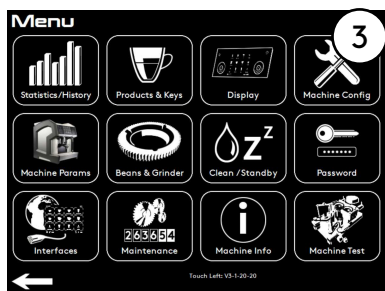 Menu
3
Statistics/History
Products & Keys
Display
Machine Config
Machine Params
Beans & Grinder
Clean /Standby
Password
Interfaces
Maintenance
Machine Info
Machine Test
zZ
*******
263654
i
Touch Left: V3-1-20-20